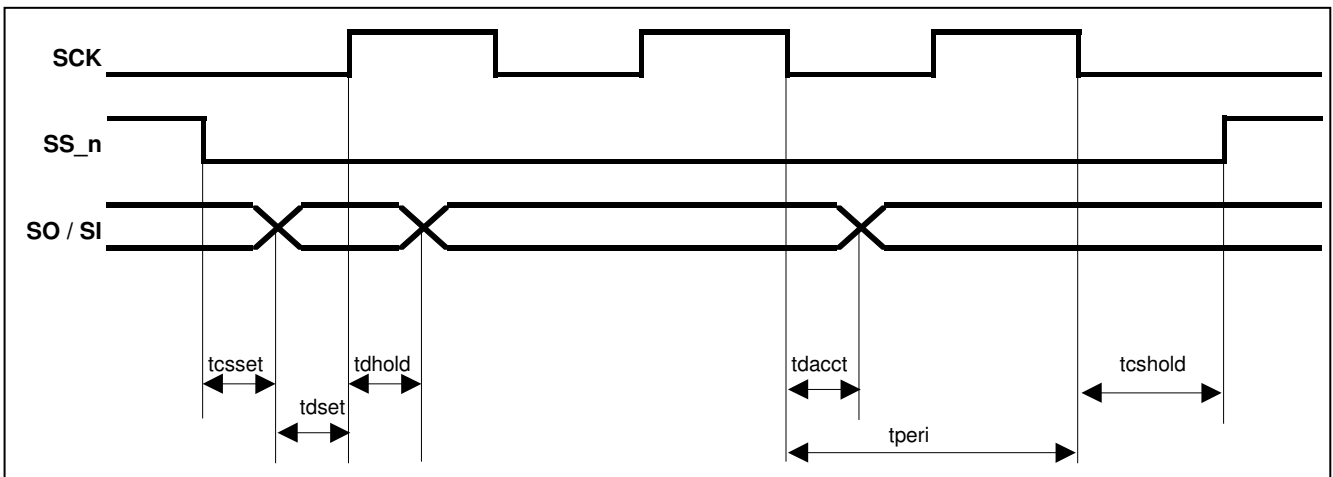 SCK
SS_n
SO / SI
tcsset
tdhold
tdacct
tcshold
tdset
tperi